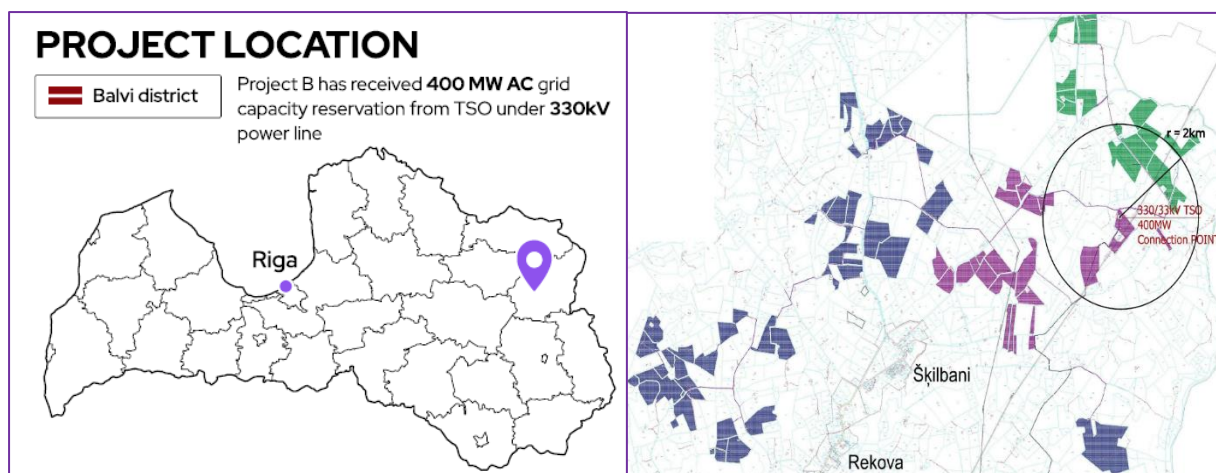 PROJECT LOCATION
Balvi district
Project B has received 400 MW AC grid
capacity reservation from TSO under 330kV
power line
Riga
r = 2km
330/33kV TSO
400MW
Connection POINT
Šķilbani
Rekova